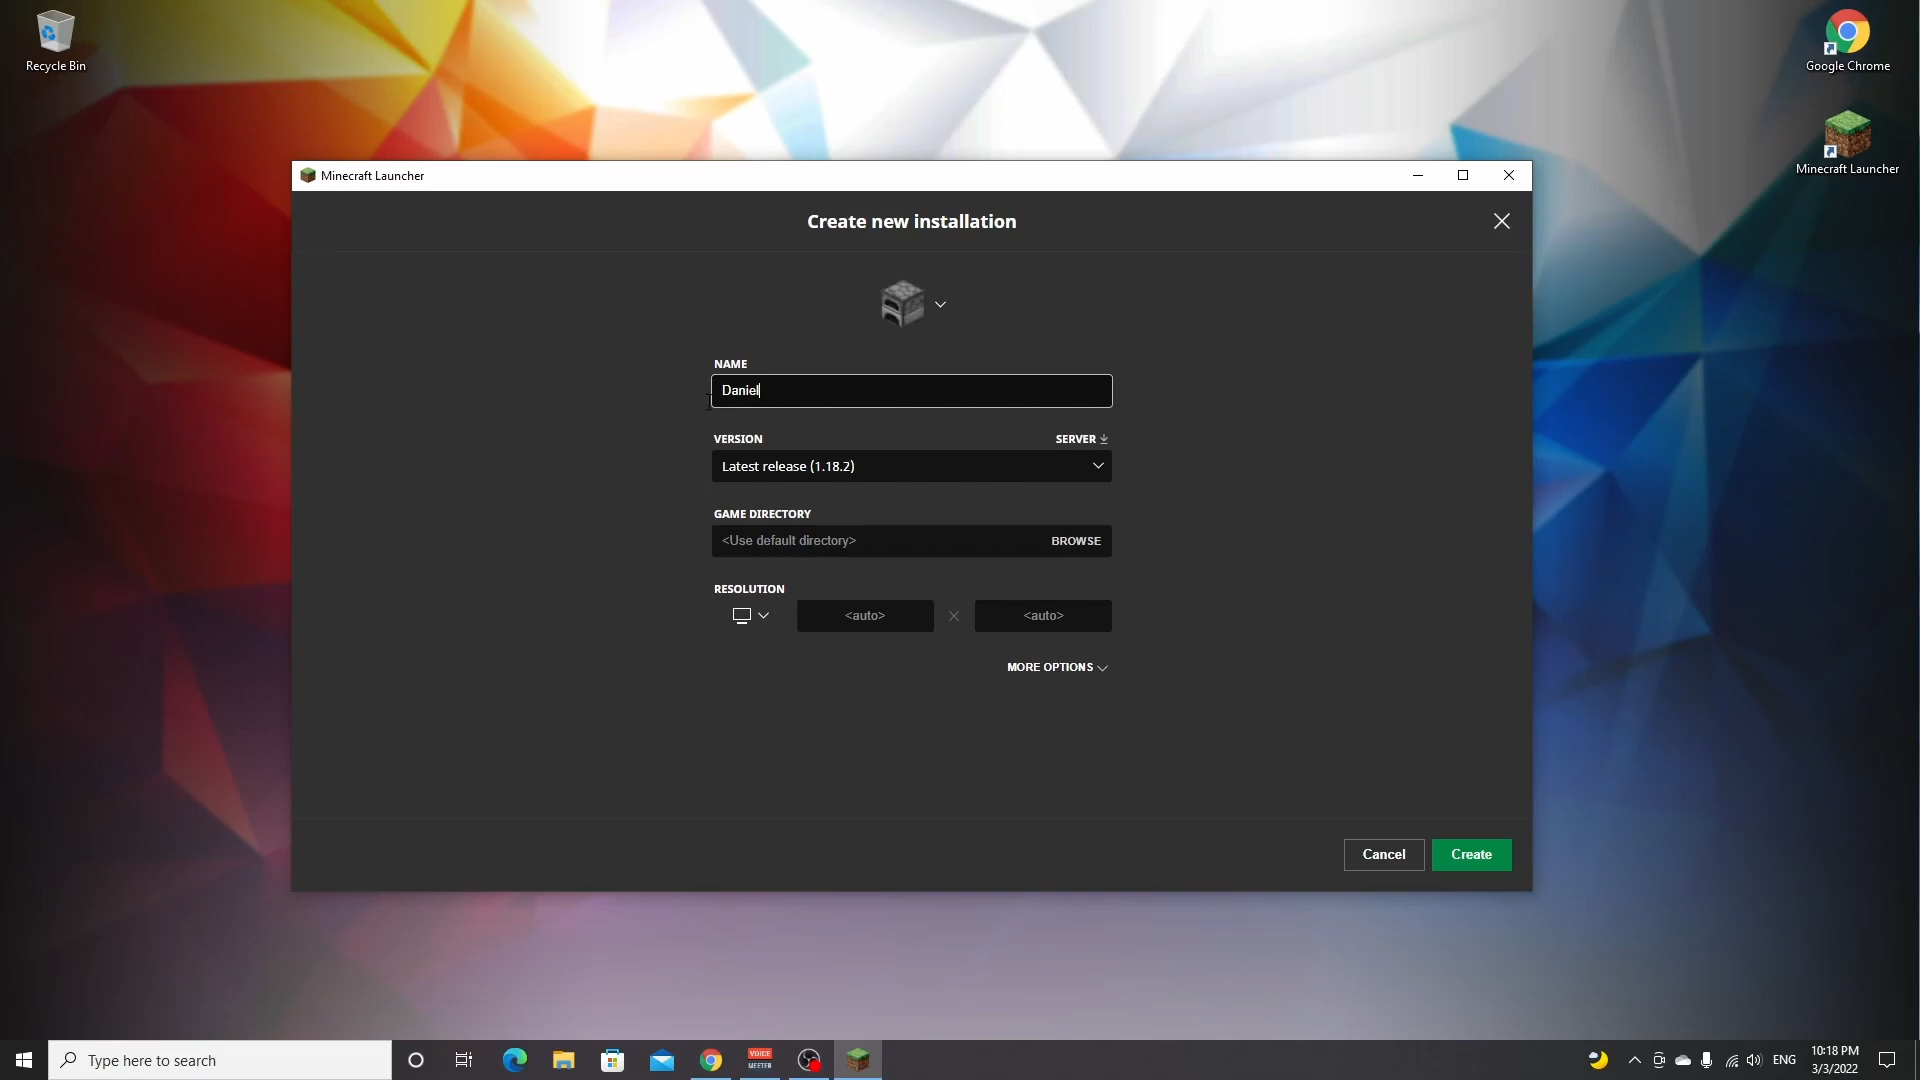 Recycle Bin
Google Chrome
Minecraft Launcher
Minecraft Launcher
Create new installation
NAME
Daniel
VERSION
SERVER
Latest release (1.18.2)
GAME DIRECTORY
<Use default directory>
BROWSE
RESOLUTION
<auto>
<auto>
MORE OPTIONS
Cancel
Create
Type here to search
VOICE
MEETER
ENG
10:18 PM
3/3/2022